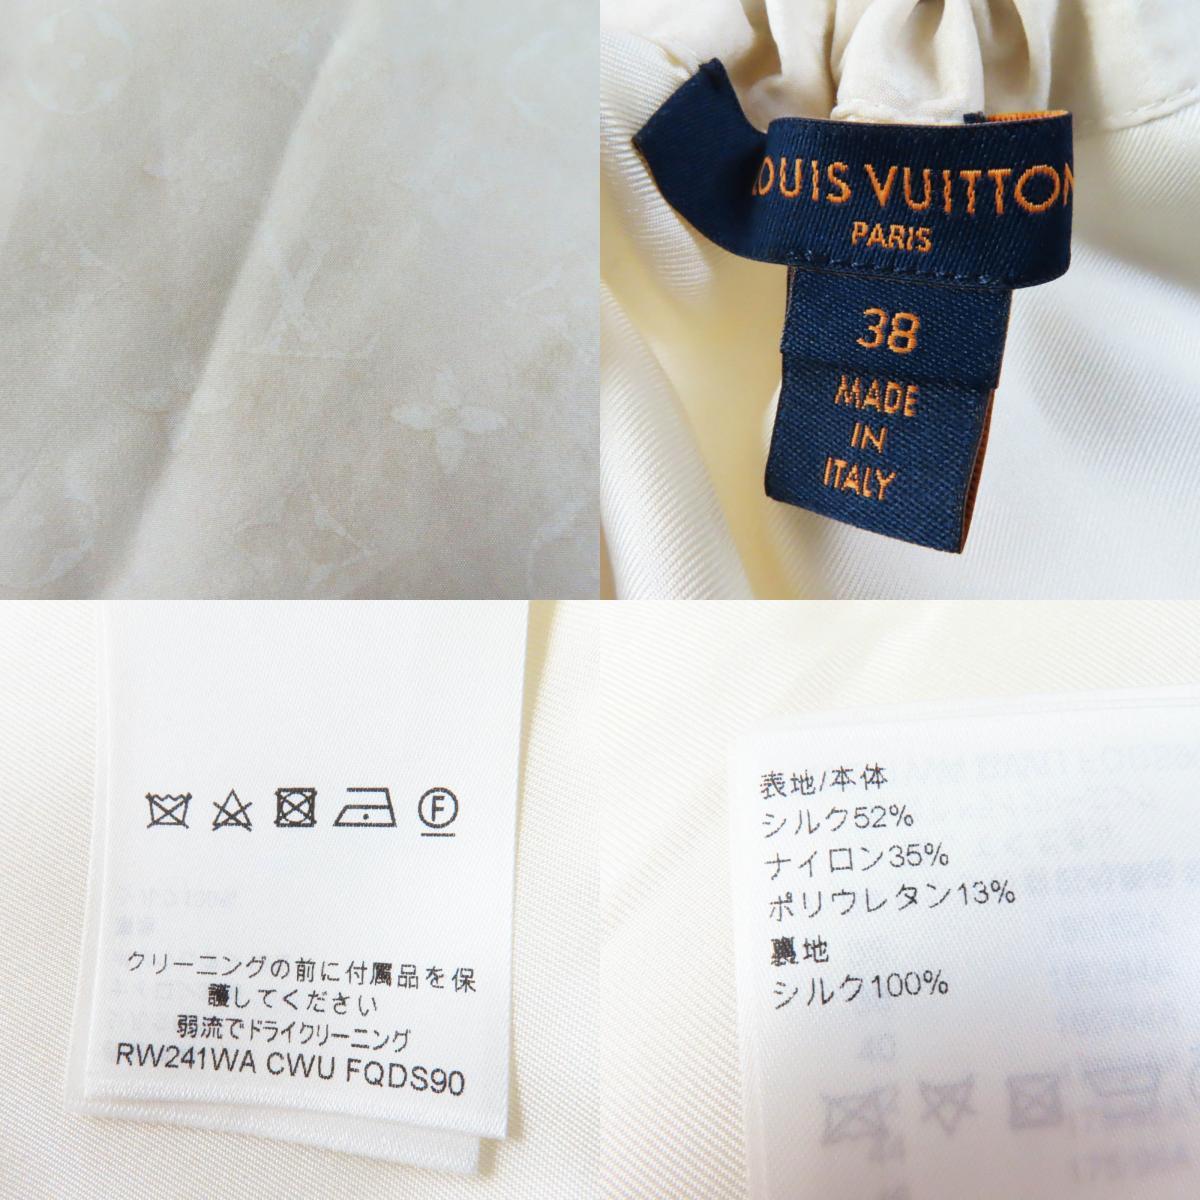 LOUIS VUITTON
PARIS
38
MADE
IN
ITALY
F
クリーニングの前に付属品を保
護してください
弱流でドライクリーニング
RW241WA CWU FQDS90
表地/本体
シルク52%
ナイロン35%
ポリウレタン13%
裏地
シルク100%
40